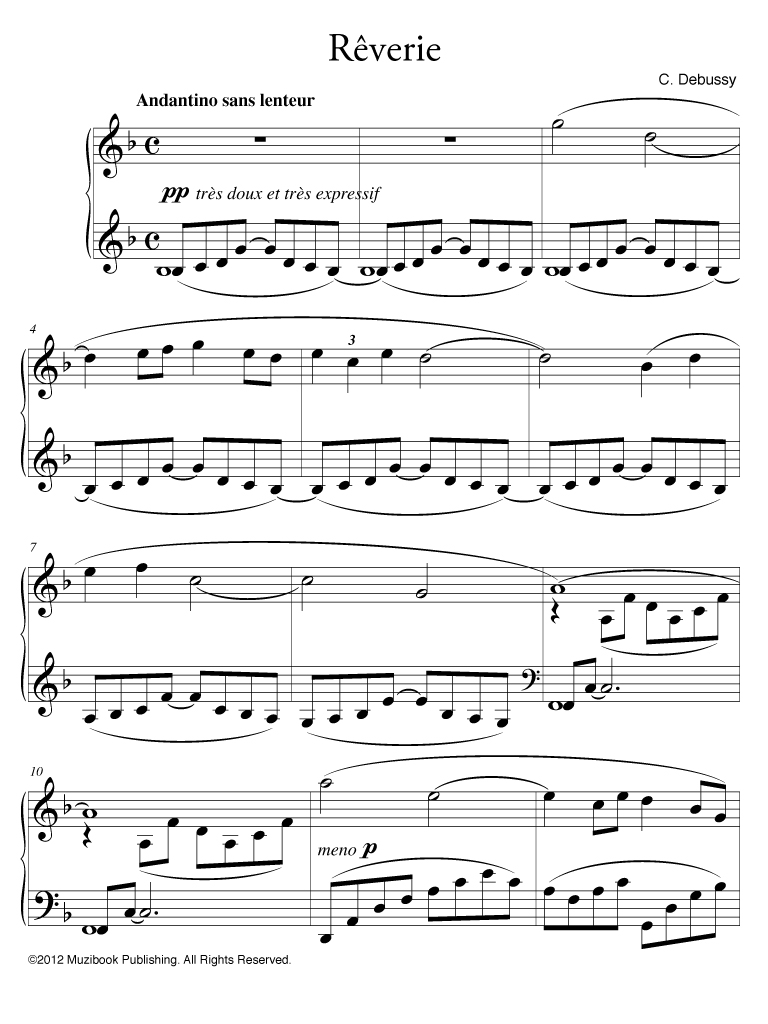 Rêverie
C. Debussy
Andantino sans lenteur
pp très doux et très expressif
4
3
7
10
meno p
©2012 Muzibook Publishing. All Rights Reserved.